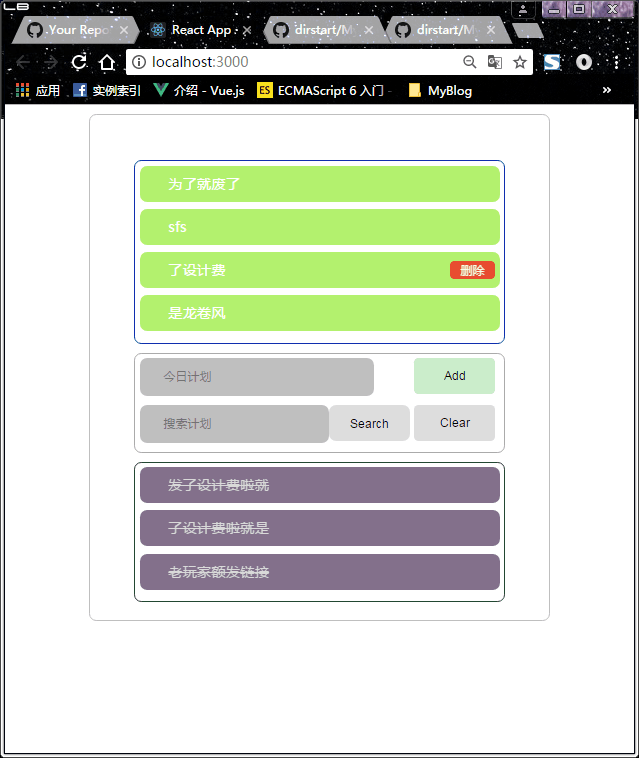 Your Repo
React App
dirstart/M
dirstart/M
localhost:3000
应用
实例索引
介绍 - Vue.js
ES
ECMAScript 6 入门 -
MyBlog
»
为了就废了
sfs
了设计费
删除
是龙卷风
今日计划
Add
搜索计划
Search
Clear
发了设计费啦就
了设计费啦就是
老玩家额发链接